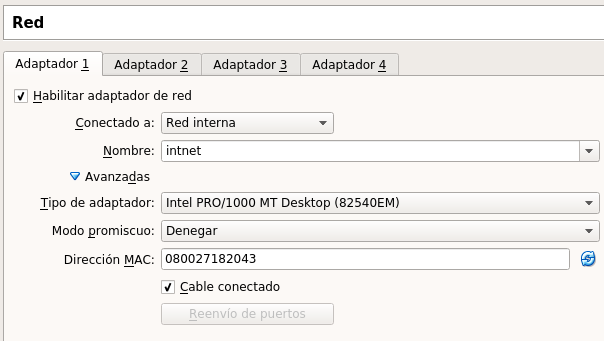 Red
Adaptador 1 Adaptador 2 Adaptador 3 Adaptador 4
Habilitar adaptador de red
Conectado a: Red interna
Nombre: intnet
Avanzadas
Tipo de adaptador: Intel PRO/1000 MT Desktop (82540EM)
Modo promiscuo: Denegar
Dirección MAC: 080027182043
Cable conectado
Reenvío de puertos